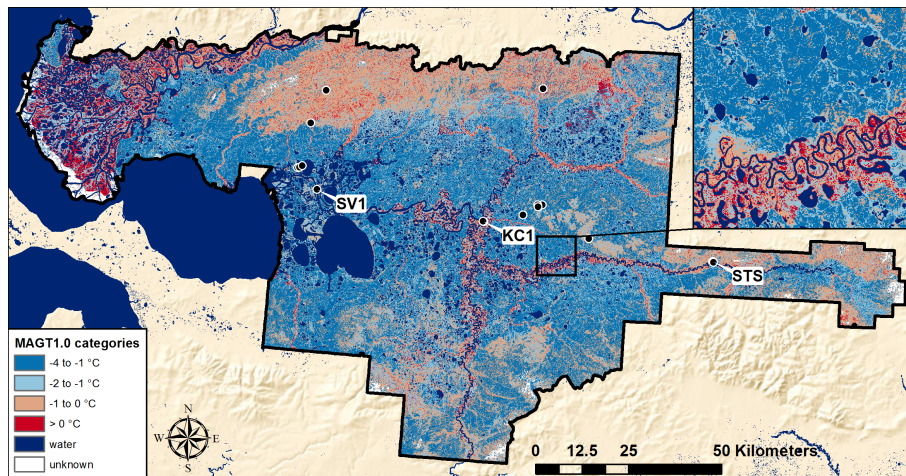 SV1
KC1
STS
MAGT1.0 categories
-4 to -1 °C
-2 to -1 °C
-1 to 0 °C
> 0 °C
water
unknown
N
W E
S
0 12.5 25 50 Kilometers